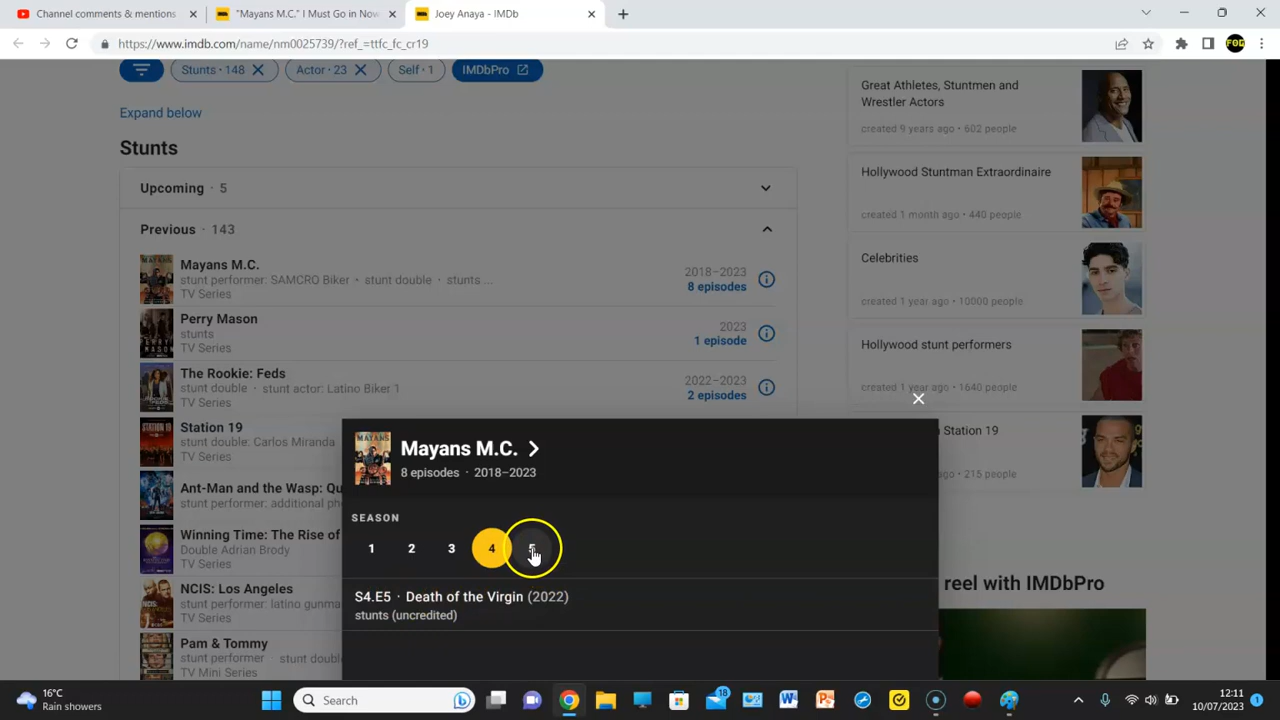 Channel comments & mentions
"Mayans M.C." I Must Go in Now
Joey Anaya - IMDb
https://www.imdb.com/name/nm0025739/?ref_=ttfc_fc_cr19
FOG
Stunts · 148
Actor · 23
Self · 1
IMDbPro
Expand below
Stunts
Upcoming · 5
Previous · 143
Mayans M.C.
stunt performer: SAMCRO Biker · stunt double · stunts ...
TV Series
2018–2023
8 episodes
Perry Mason
stunts
TV Series
2023
1 episode
The Rookie: Feds
stunt double · stunt actor: Latino Biker 1
TV Series
2022–2023
2 episodes
Station 19
stunt double: Carlos Miranda
TV Series
Ant-Man and the Wasp: Qu
stunt performer: additional ph
Winning Time: The Rise of
Double Adrian Brody
TV Series
NCIS: Los Angeles
stunt performer: latino gunma
TV Series
Pam & Tommy
stunt performer stunt doubl
TV Mini Series
Great Athletes, Stuntmen and
Wrestler Actors
created 9 years ago · 602 people
Hollywood Stuntman Extraordinaire
created 1 month ago · 440 people
Celebrities
created 1 year ago · 10000 people
Hollywood stunt performers
created 1 year ago · 1640 people
n Station 19
ago · 215 people
reel with IMDbPro
Mayans M.C.
8 episodes · 2018–2023
SEASON
1 2 3 4 5
S4.E5 · Death of the Virgin (2022)
stunts (uncredited)
16°C
Rain showers
Search
18
12:11
10/07/2023
1